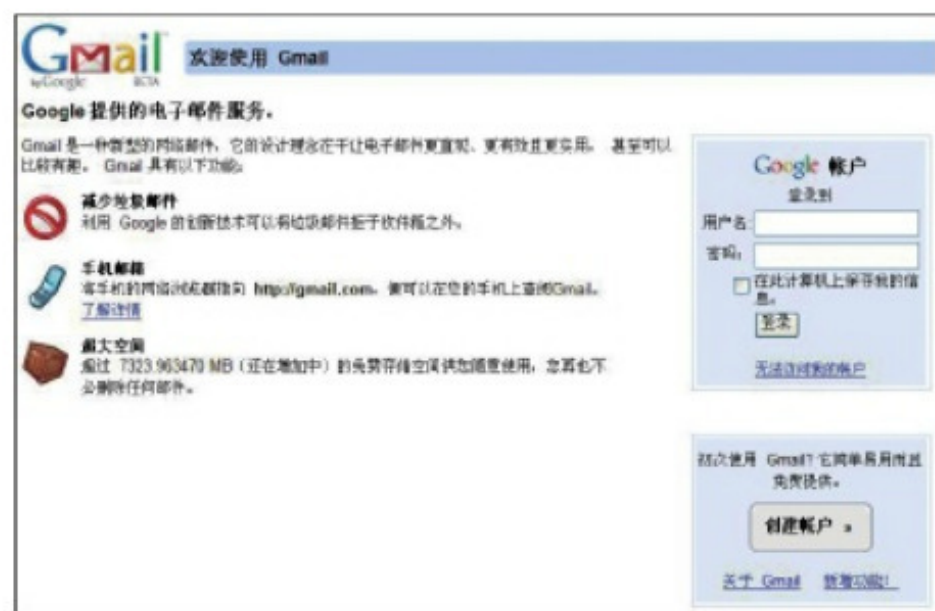 Gmail
by Google BETA
欢迎使用 Gmail
Google 提供的电子邮件服务。
Gmail 是一种新型的网络邮件，它的设计理念在于让电子邮件更直观、更有效且更实用。 甚至可以
比较有趣。 Gmail 具有以下功能:
减少垃圾邮件
利用 Google 的创新技术可以将垃圾邮件拒于收件箱之外。
手机邮箱
将手机的网络浏览器指向 http://gmail.com，便可以在您的手机上查阅Gmail。
了解详情
超大空间
超过 7323.963470 MB（还在增加中）的免费存储空间供您随意使用，您再也不
必删除任何邮件。
Google 帐户
登录到
用户名:
密码:
在此计算机上保存我的信
息。
登录
无法访问我的帐户
初次使用 Gmail? 它简单易用而且
免费提供。
创建帐户 »
关于 Gmail 新增功能!